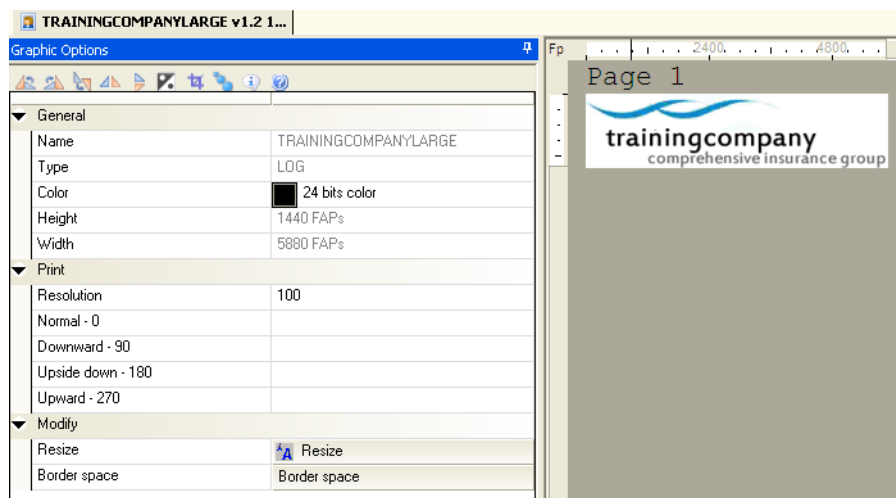 TRAININGCOMPANYLARGE v1.2 1...
Graphic Options
General
Name TRAININGCOMPANYLARGE
Type LOG
Color 24 bits color
Height 1440 FAPs
Width 5880 FAPs
Print
Resolution 100
Normal - 0
Downward - 90
Upside down - 180
Upward - 270
Modify
Resize Resize
Border space Border space
Fp 2400 4800
Page 1
trainingcompany
comprehensive insurance group